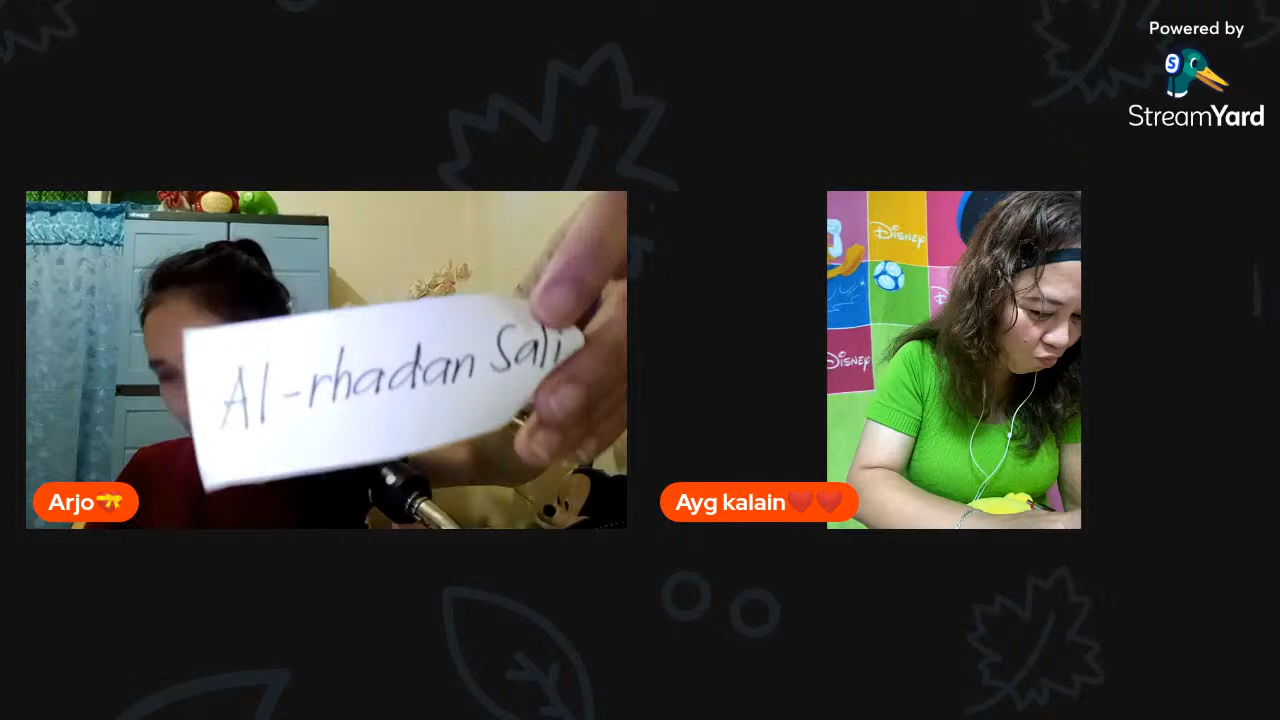 Powered by
StreamYard
Al-rhadan Sali
DISNEY
DISNEY
Arjo
Ayg kalain